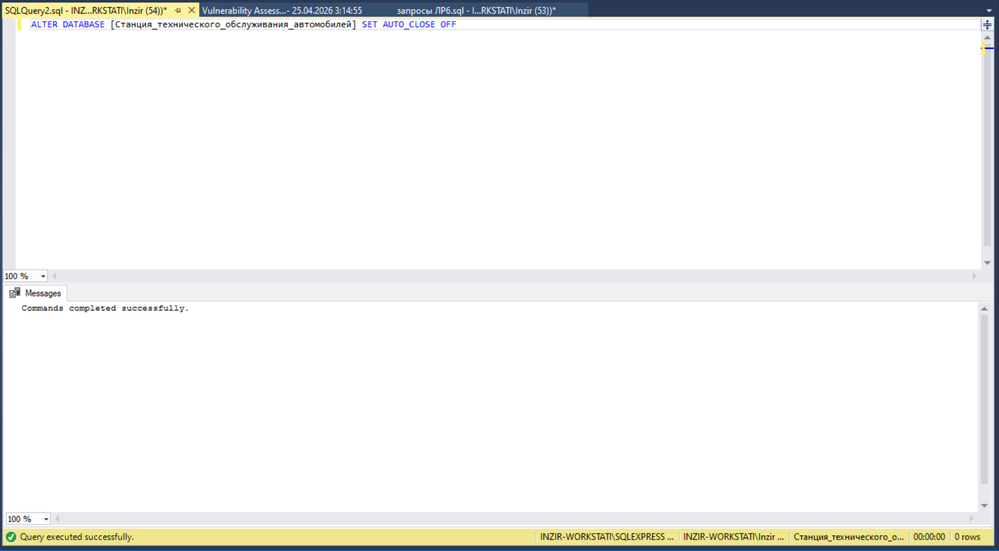 SQLQuery2.sql - INZ...RKSTATI\Inzir (54))* Vulnerability Assess...- 25.04.2026 3:14:55 запросы ЛР6.sql - I...RKSTATI\Inzir (53))*
ALTER DATABASE [Станция_технического_обслуживания_автомобилей] SET AUTO_CLOSE OFF
100 %
Messages
Commands completed successfully.
100 %
Query executed successfully. INZIR-WORKSTATI\SQLEXPRESS ... INZIR-WORKSTATI\Inzir ... Станция_технического_о... 00:00:00 0 rows